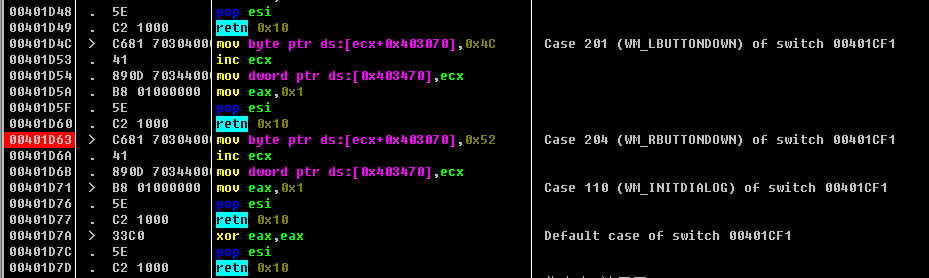 00401D48 . 5E pop esi
00401D49 . C2 1000 retn 0x10
00401D4C > C681 70304000 mov byte ptr ds:[ecx+0x403070],0x4C Case 201 (WM_LBUTTONDOWN) of switch 00401CF1
00401D53 . 41 inc ecx
00401D54 . 890D 70344000 mov dword ptr ds:[0x403470],ecx
00401D5A . B8 01000000 mov eax,0x1
00401D5F . 5E pop esi
00401D60 . C2 1000 retn 0x10
00401D63 > C681 70304000 mov byte ptr ds:[ecx+0x403070],0x52 Case 204 (WM_RBUTTONDOWN) of switch 00401CF1
00401D6A . 41 inc ecx
00401D6B . 890D 70344000 mov dword ptr ds:[0x403470],ecx
00401D71 > B8 01000000 mov eax,0x1 Case 110 (WM_INITDIALOG) of switch 00401CF1
00401D76 . 5E pop esi
00401D77 . C2 1000 retn 0x10
00401D7A > 33C0 xor eax,eax Default case of switch 00401CF1
00401D7C . 5E pop esi
00401D7D . C2 1000 retn 0x10